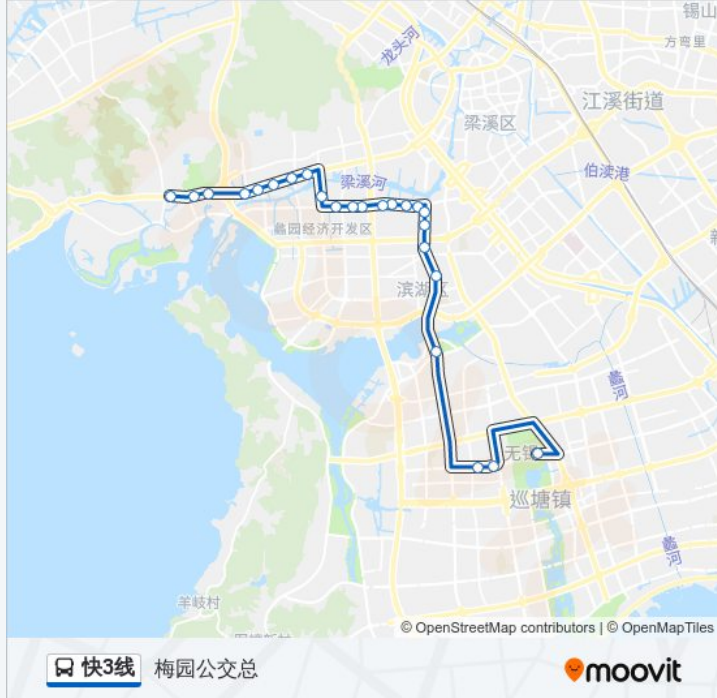 锡山
方弯里
龙头河
江溪街道
梁溪区
伯渎港
梁溪河
蠡园经济开发区
滨湖区
蠡河
无锡
巡塘镇
蠡河
羊岐村
© OpenStreetMap contributors | © OpenMapTiles
快3线 梅园公交总
moovit